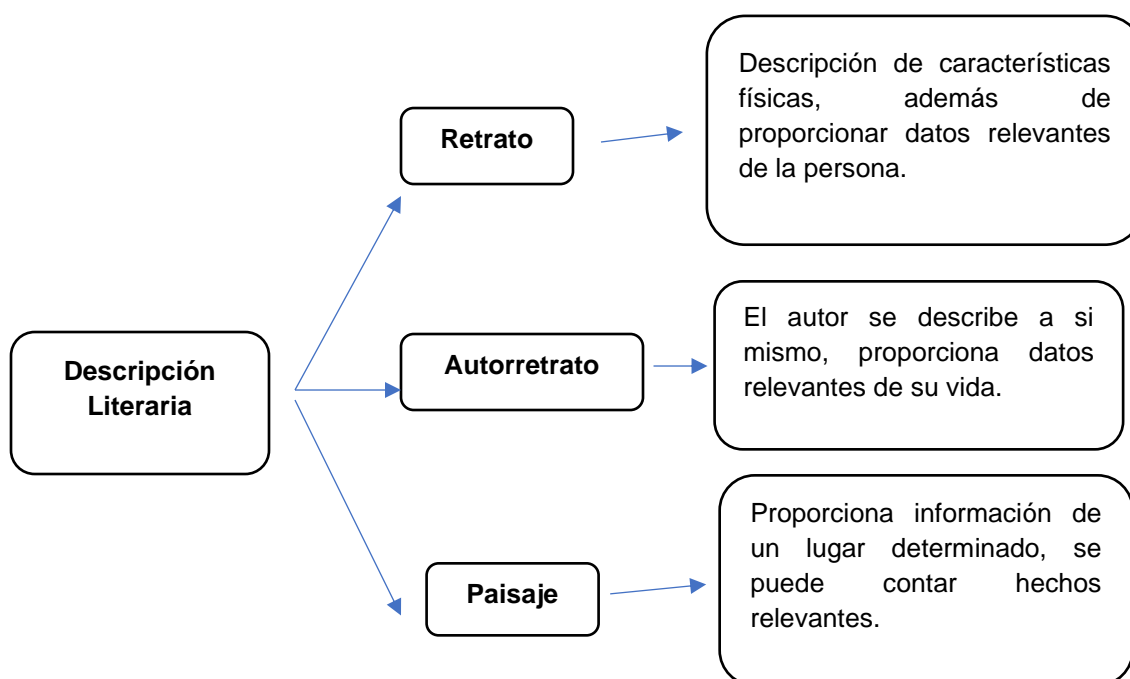 Descripción
Literaria
Retrato
Descripción de características
físicas, además de
proporcionar datos relevantes
de la persona.
Autorretrato
El autor se describe a si
mismo, proporciona datos
relevantes de su vida.
Paisaje
Proporciona información de
un lugar determinado, se
puede contar hechos
relevantes.